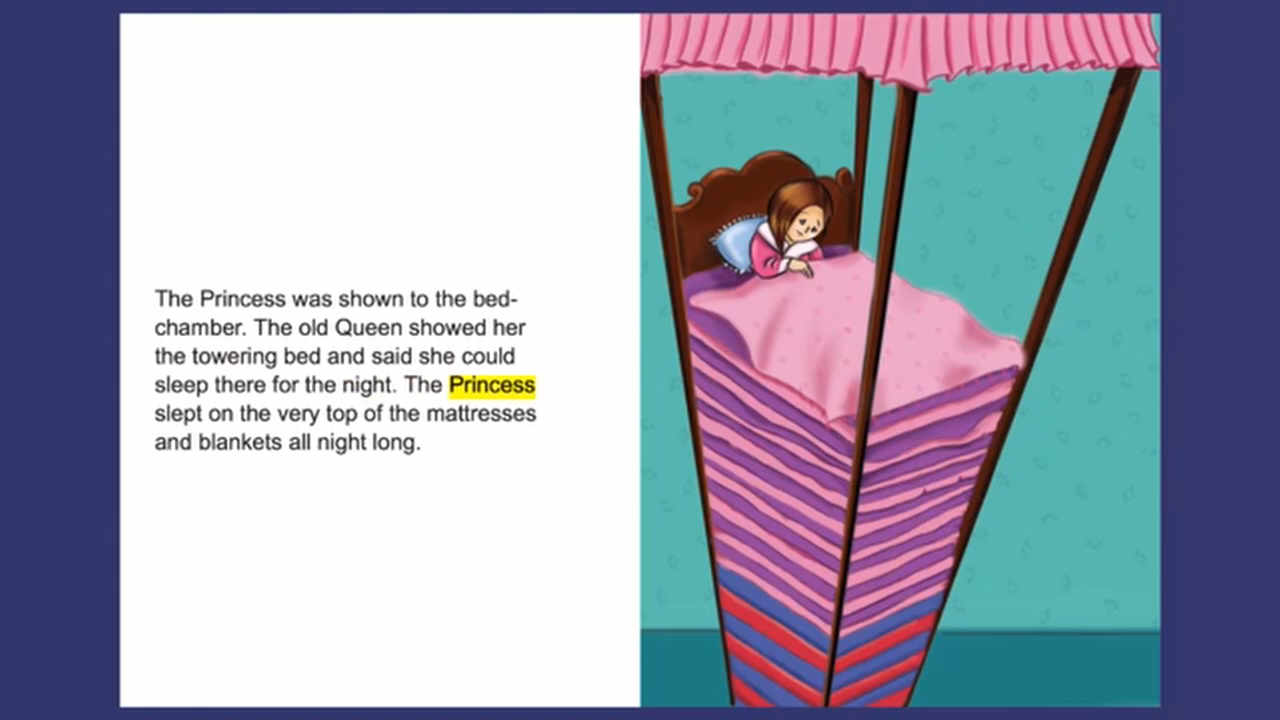 The Princess was shown to the bed-
chamber. The old Queen showed her
the towering bed and said she could
sleep there for the night. The Princess
slept on the very top of the mattresses
and blankets all night long.